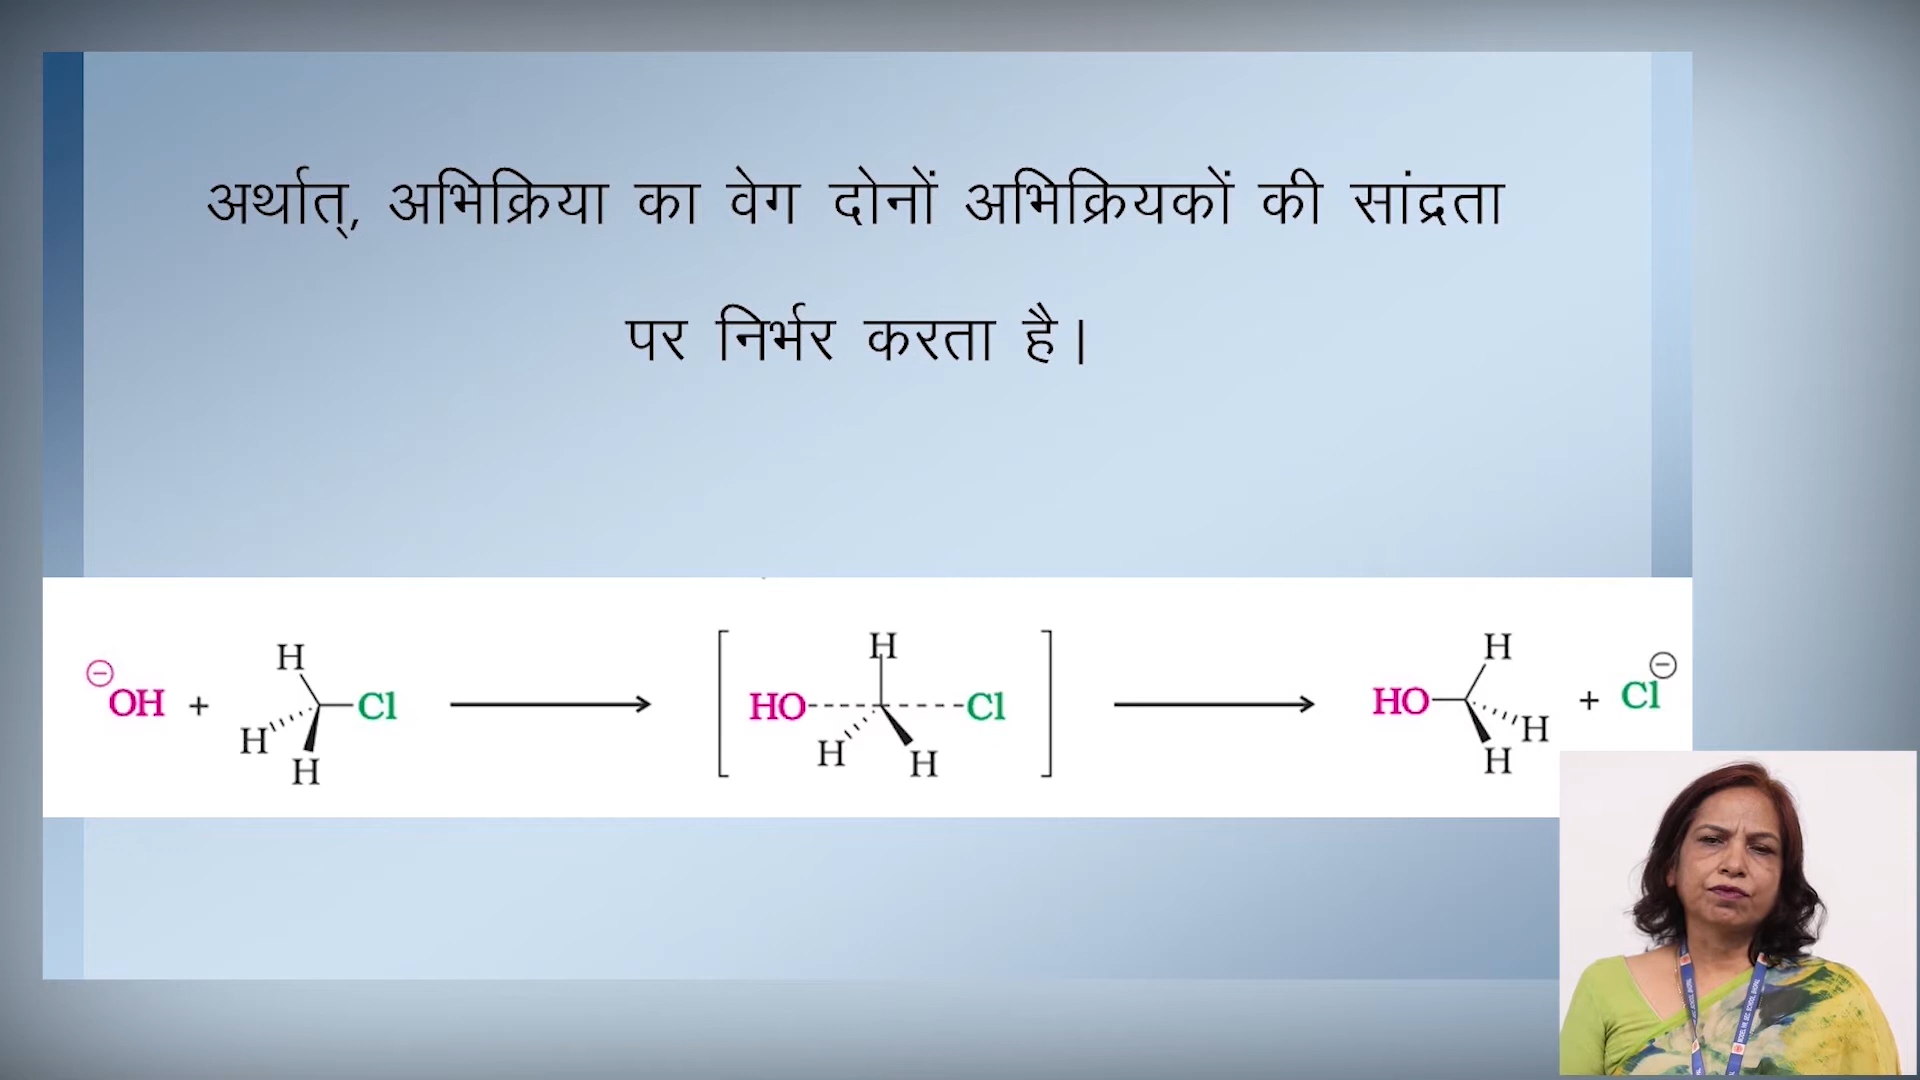 अर्थात्, अभिक्रिया का वेग दोनों अभिक्रियकों की सांद्रता
पर निर्भर करता है।
⊖OH + H H H Cl ⟶ [ HO H H H Cl ] ⟶ HO H H H + Cl⊖